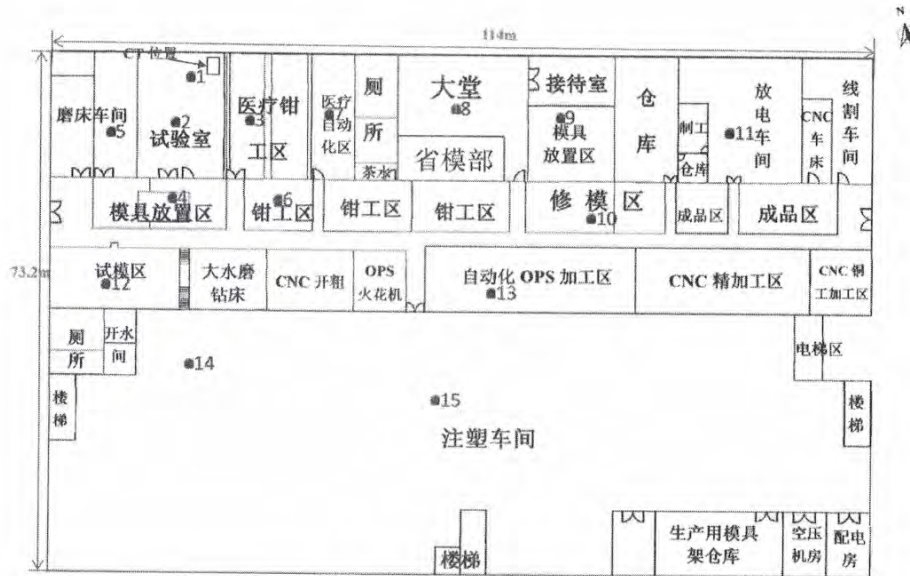 N
114m
CT 位置
1
磨床车间
5
2
试验室
医疗钳
3
工区
医疗
7
自动
化区
厕
所
茶水
大堂
8
省模部
接待室
9
模具
放置区
仓
库
制工
仓库
放
电
11
车
间
CNC
车
床
线
割
车
间
4
模具放置区
6
钳工区
钳工区
钳工区
修模区
10
成品区
成品区
73.2m
试模区
12
大水磨
钻床
CNC 开粗
OPS
火花机
自动化 OPS 加工区
13
CNC 精加工区
CNC 铜
工加工区
厕
所
开水
间
14
电梯区
楼
梯
15
楼
梯
注塑车间
楼梯
生产用模具
架仓库
空压
机房
配电
房